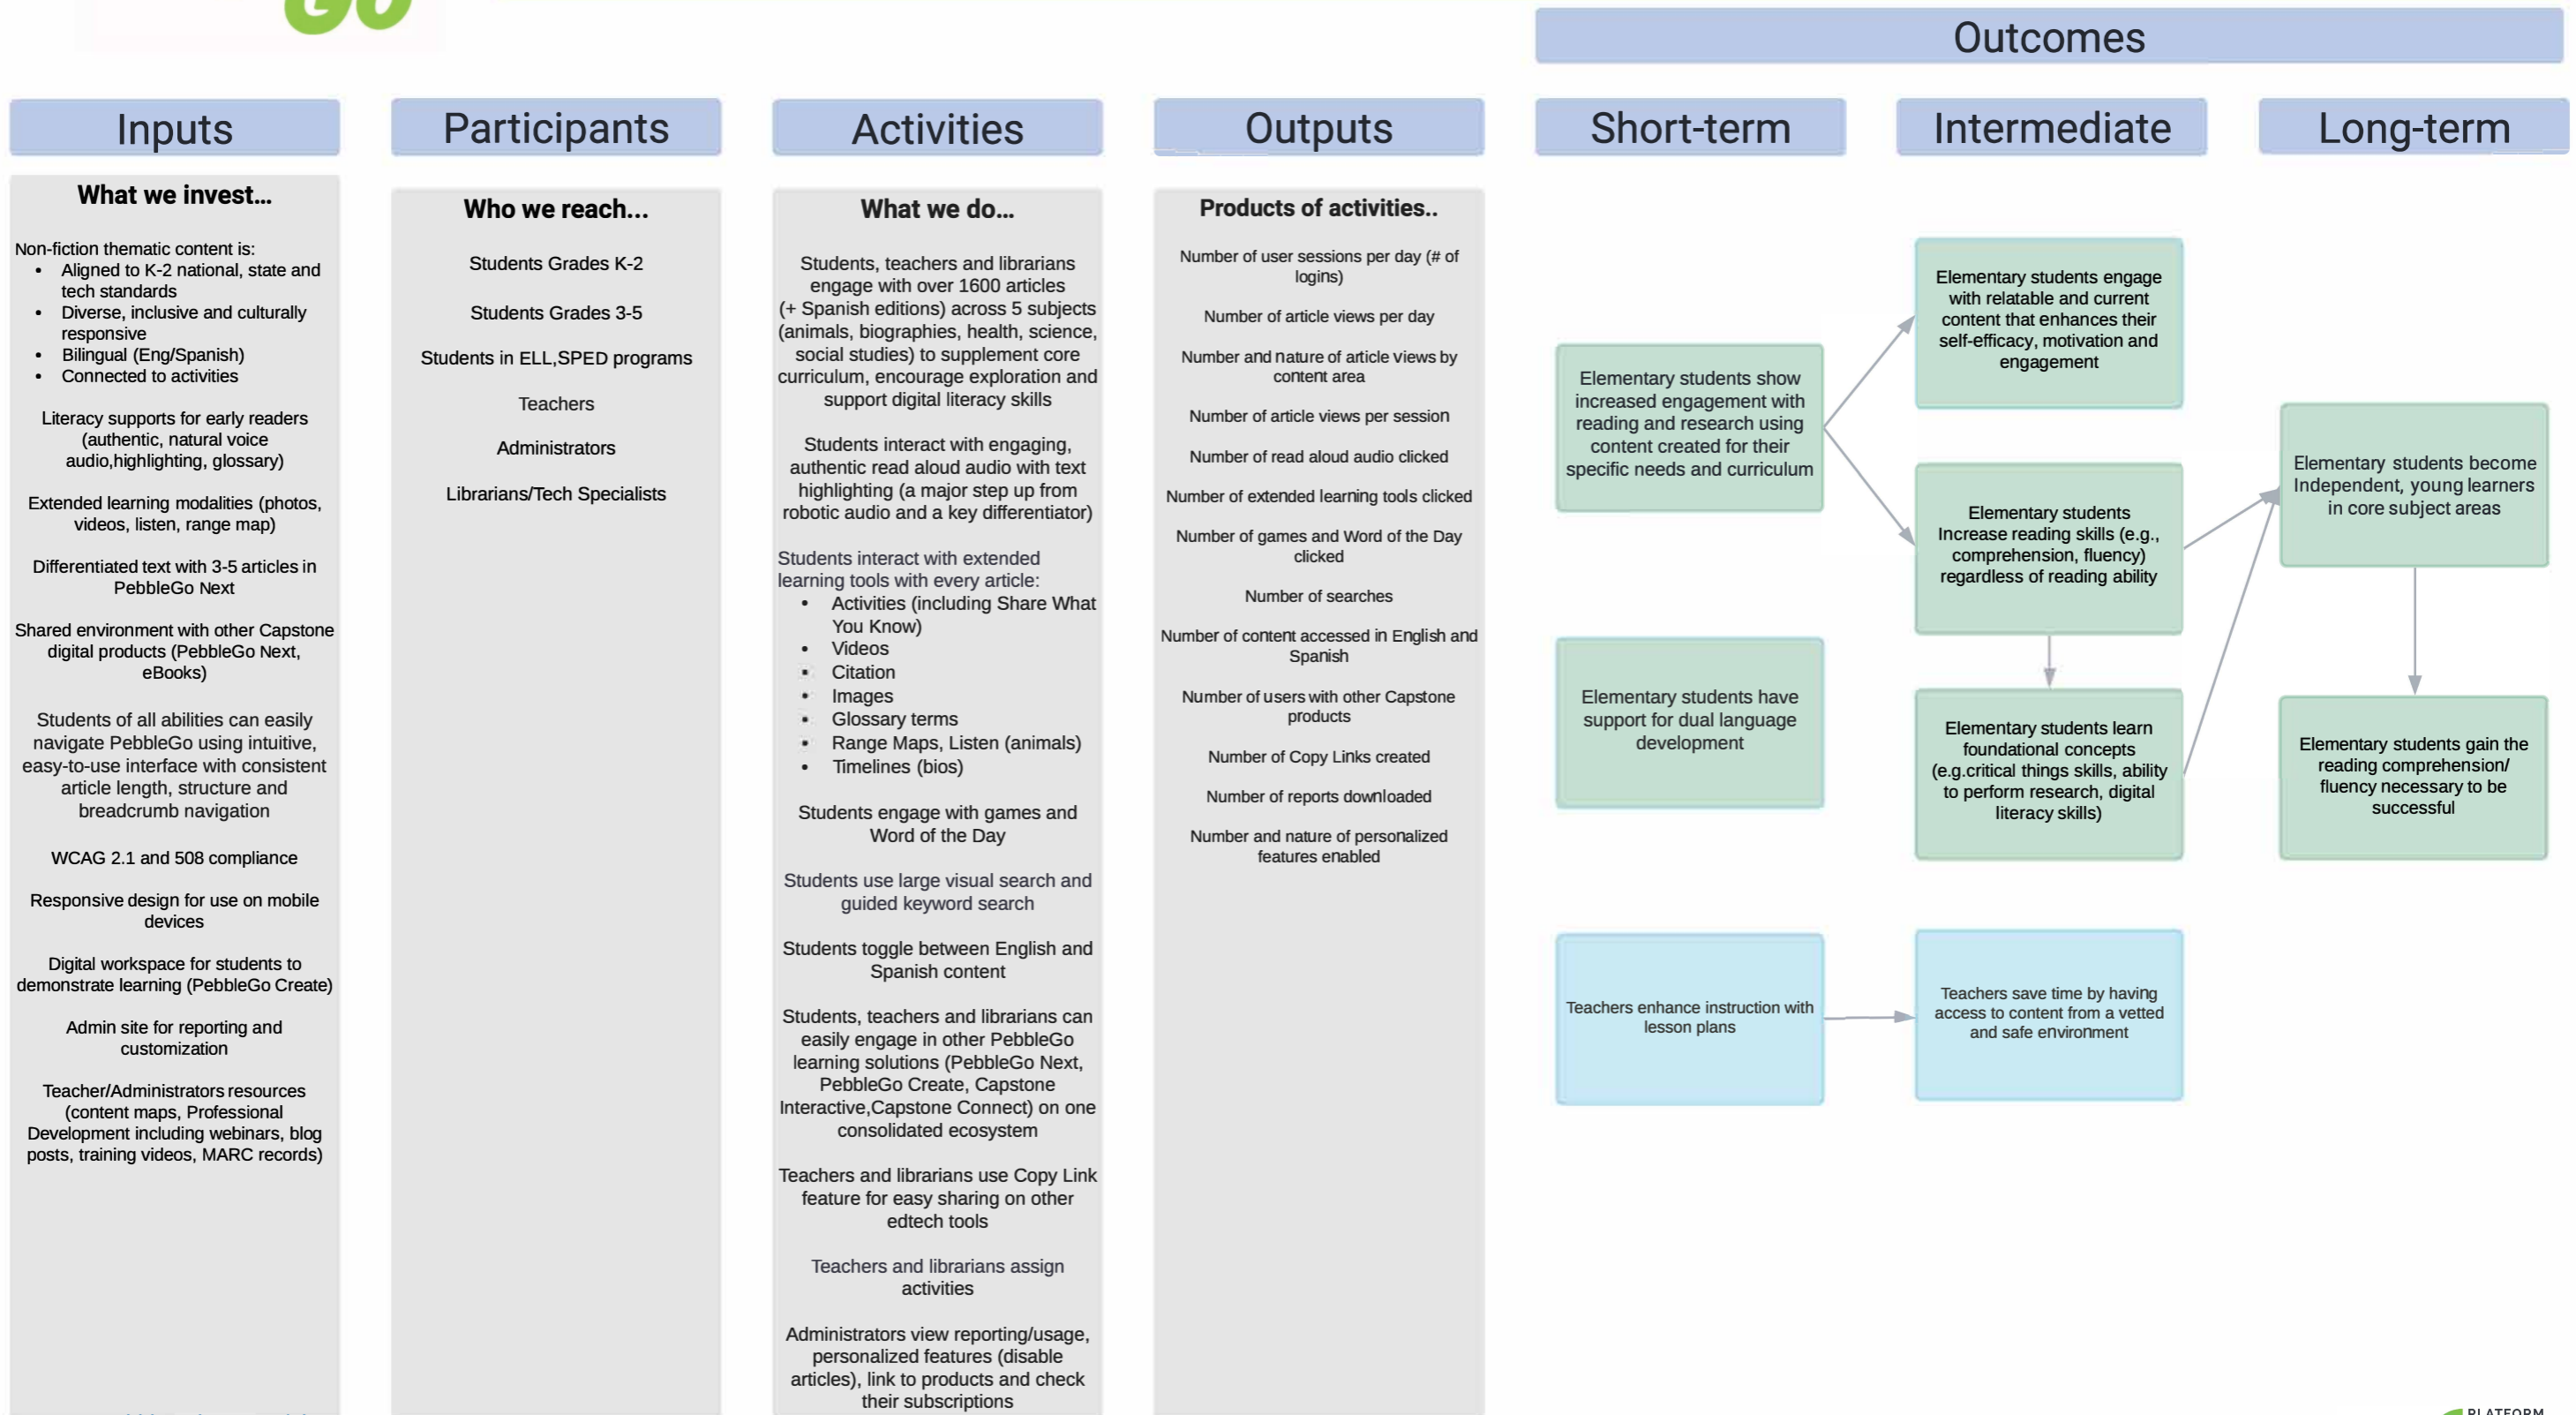 Go
Outcomes
Inputs
Participants
Activities
Outputs
Short-term
Intermediate
Long-term
What we invest...
Non-fiction thematic content is:
• Aligned to K-2 national, state and
tech standards
• Diverse, inclusive and culturally
responsive
• Bilingual (Eng/Spanish)
• Connected to activities
Literacy supports for early readers
(authentic, natural voice
audio,highlighting, glossary)
Extended learning modalities (photos,
videos, listen, range map)
Differentiated text with 3-5 articles in
PebbleGo Next
Shared environment with other Capstone
digital products (PebbleGo Next,
eBooks)
Students of all abilities can easily
navigate PebbleGo using intuitive,
easy-to-use interface with consistent
article length, structure and
breadcrumb navigation
WCAG 2.1 and 508 compliance
Responsive design for use on mobile
devices
Digital workspace for students to
demonstrate learning (PebbleGo Create)
Admin site for reporting and
customization
Teacher/Administrators resources
(content maps, Professional
Development including webinars, blog
posts, training videos, MARC records)
Who we reach...
Students Grades K-2
Students Grades 3-5
Students in ELL,SPED programs
Teachers
Administrators
Librarians/Tech Specialists
What we do...
Students, teachers and librarians
engage with over 1600 articles
(+ Spanish editions) across 5 subjects
(animals, biographies, health, science,
social studies) to supplement core
curriculum, encourage exploration and
support digital literacy skills
Students interact with engaging,
authentic read aloud audio with text
highlighting (a major step up from
robotic audio and a key differentiator)
Students interact with extended
learning tools with every article:
• Activities (including Share What
You Know)
• Videos
• Citation
• Images
• Glossary terms
• Range Maps, Listen (animals)
• Timelines (bios)
Students engage with games and
Word of the Day
Students use large visual search and
guided keyword search
Students toggle between English and
Spanish content
Students, teachers and librarians can
easily engage in other PebbleGo
learning solutions (PebbleGo Next,
PebbleGo Create, Capstone
Interactive,Capstone Connect) on one
consolidated ecosystem
Teachers and librarians use Copy Link
feature for easy sharing on other
edtech tools
Teachers and librarians assign
activities
Administrators view reporting/usage,
personalized features (disable
articles), link to products and check
their subscriptions
Products of activities..
Number of user sessions per day (# of
logins)
Number of article views per day
Number and nature of article views by
content area
Number of article views per session
Number of read aloud audio clicked
Number of extended learning tools clicked
Number of games and Word of the Day
clicked
Number of searches
Number of content accessed in English and
Spanish
Number of users with other Capstone
products
Number of Copy Links created
Number of reports downloaded
Number and nature of personalized
features enabled
Elementary students show
increased engagement with
reading and research using
content created for their
specific needs and curriculum
Elementary students have
support for dual language
development
Teachers enhance instruction with
lesson plans
Elementary students engage
with relatable and current
content that enhances their
self-efficacy, motivation and
engagement
Elementary students
Increase reading skills (e.g.,
comprehension, fluency)
regardless of reading ability
Elementary students learn
foundational concepts
(e.g.critical things skills, ability
to perform research, digital
literacy skills)
Teachers save time by having
access to content from a vetted
and safe environment
Elementary students become
Independent, young learners
in core subject areas
Elementary students gain the
reading comprehension/
fluency necessary to be
successful
PLATFORM